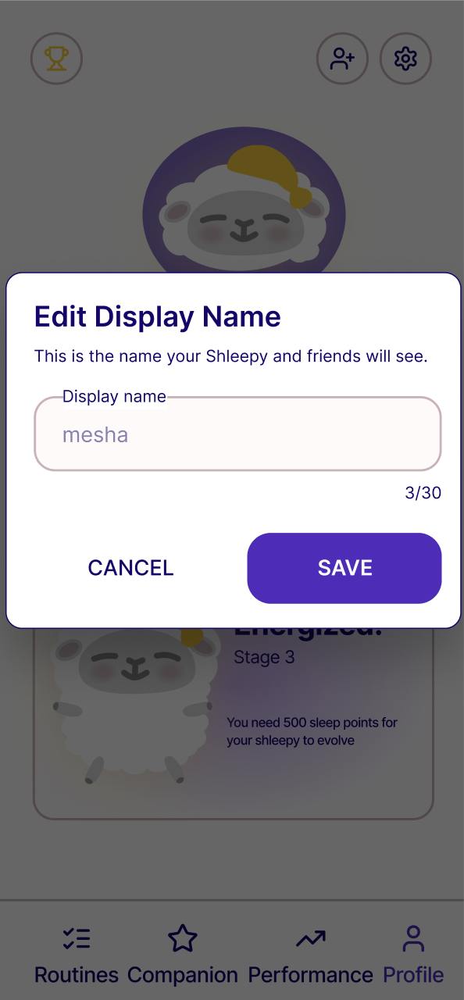 Edit Display Name
This is the name your Shleepy and friends will see.
Display name
mesha
3/30
CANCEL
SAVE
Energized!
Stage 3
You need 500 sleep points for
your shleepy to evolve
Routines
Companion
Performance
Profile